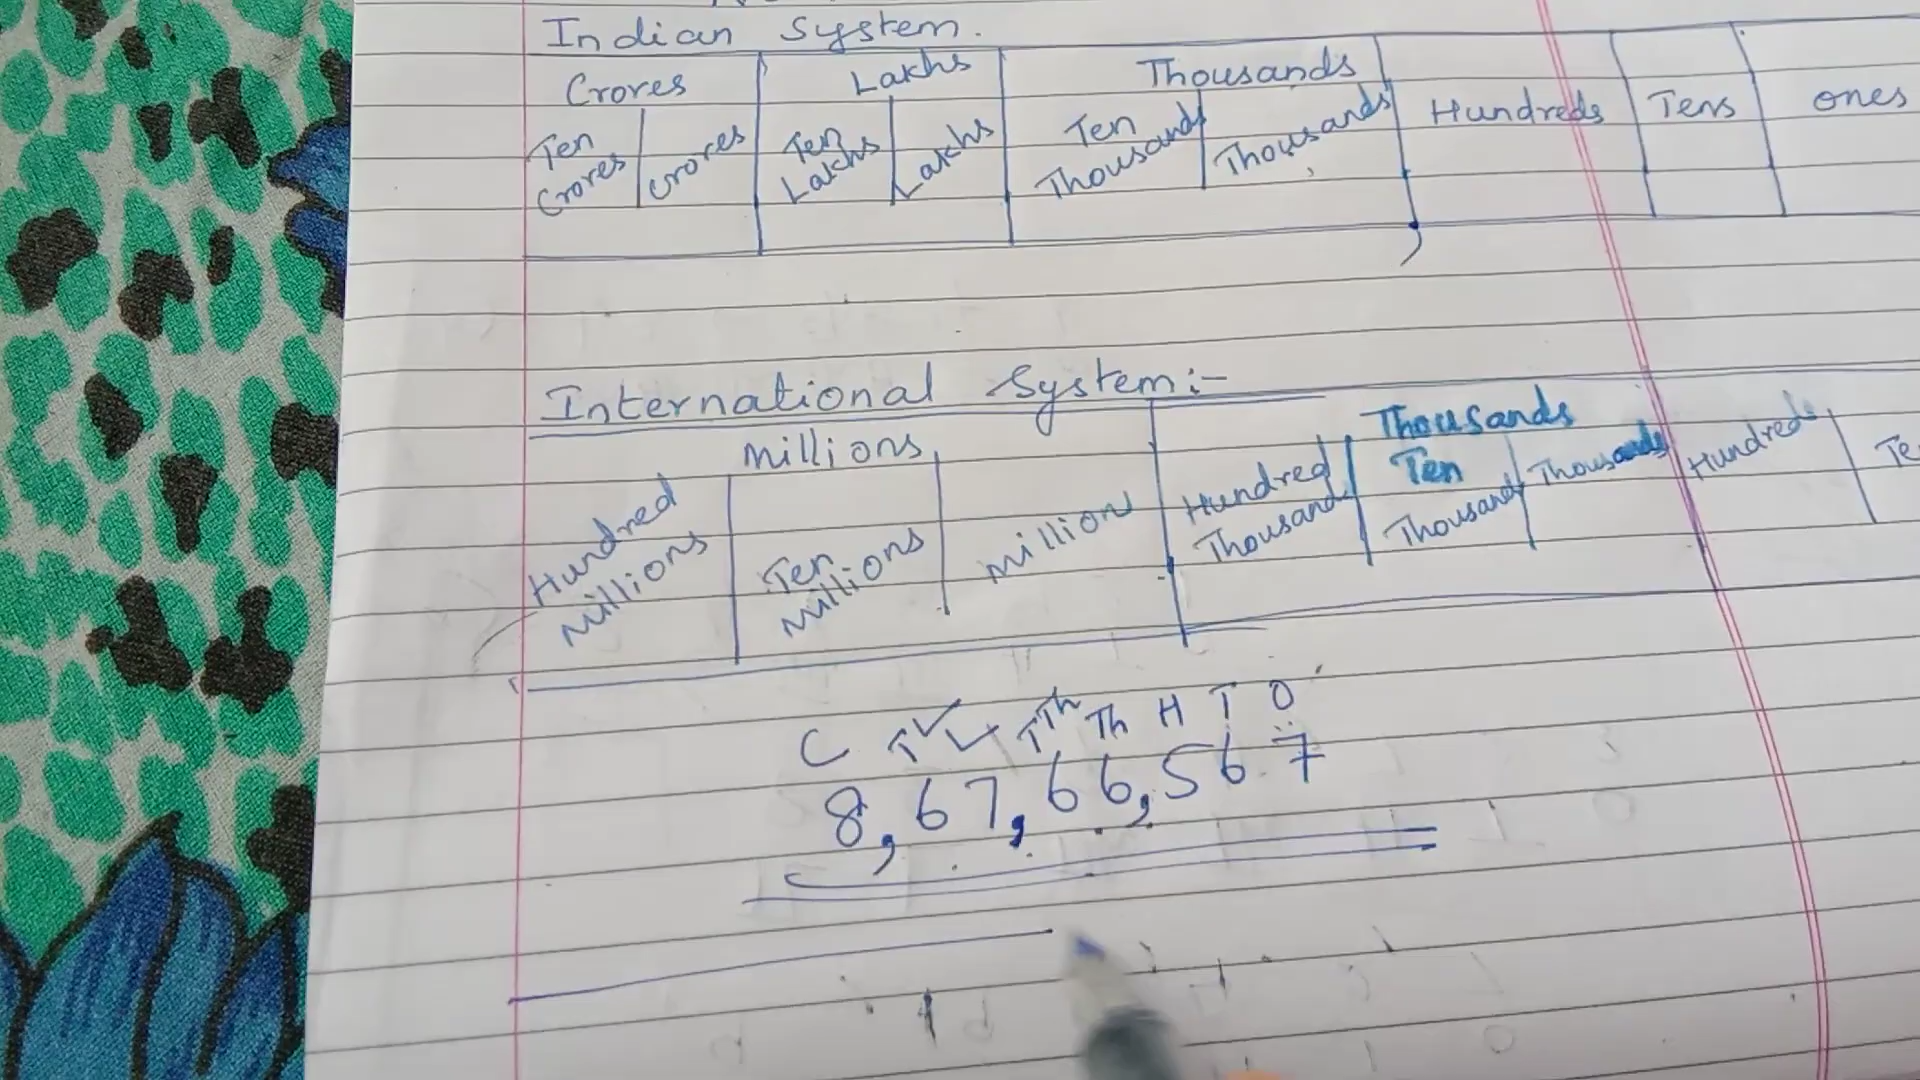 Indian System.
Crores Lakhs Thousands
Ten Crores Crores Ten Lakhs Lakhs Ten Thousands Thousands Hundreds Tens ones
International System:-
Millions Thousands
Hundred Millions Ten Millions Million Hundred Thousand Ten Thousand Thousands Hundreds Te
C TL L TTh Th H T O
8,67,66,567